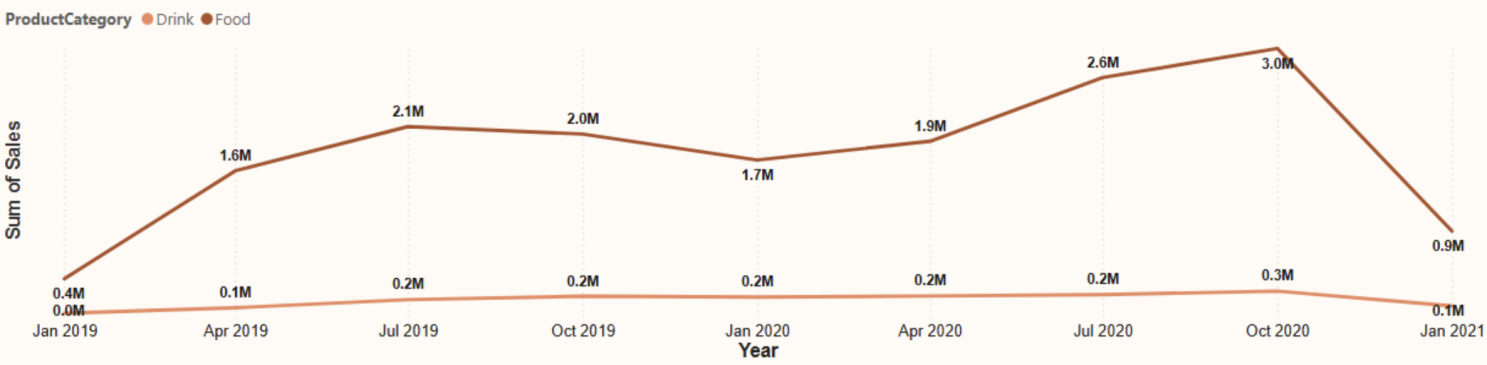 ProductCategory Drink Food
Sum of Sales
3.0M
2.6M
2.1M
2.0M
1.9M
1.6M
1.7M
0.9M
0.4M
0.3M
0.2M 0.2M 0.2M 0.2M 0.2M
0.1M
0.0M
0.1M
Jan 2019 Apr 2019 Jul 2019 Oct 2019 Jan 2020 Apr 2020 Jul 2020 Oct 2020 Jan 2021
Year